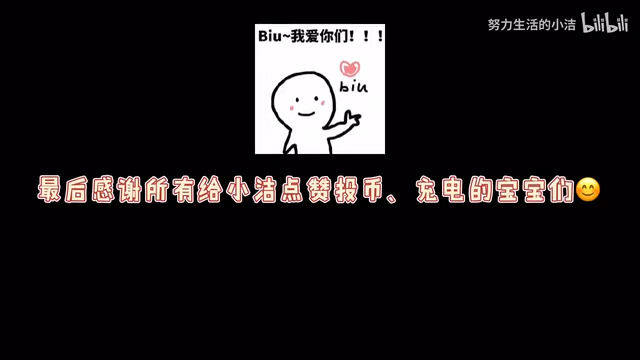 努力生活的小洁 bilibili
Biu~我爱你们！！！
biu
最后感谢所有给小洁点赞投币、充电的宝宝们😊